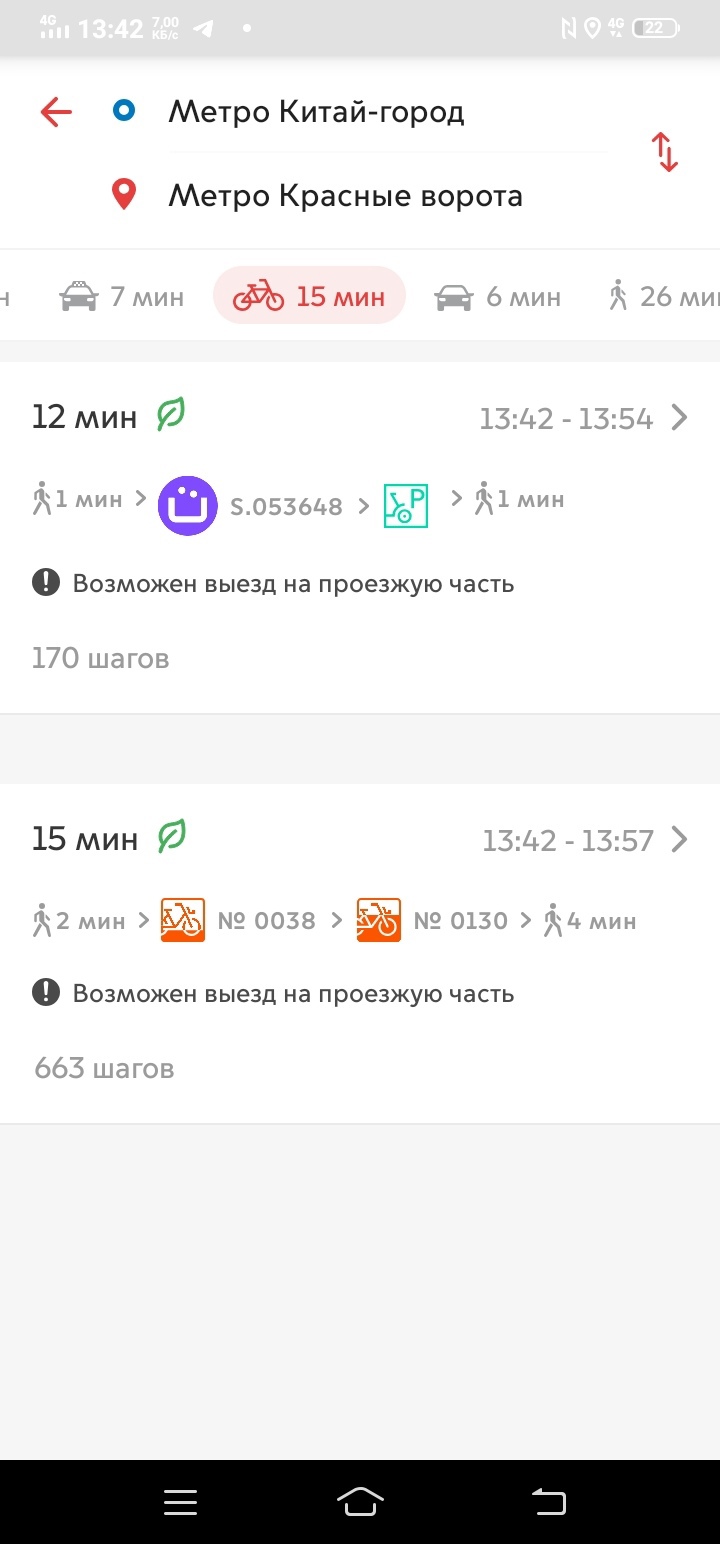 4G 13:42 7,00 КБ/с 4G 22
Метро Китай-город
Метро Красные ворота
н 7 мин 15 мин 6 мин 26 мин
12 мин 13:42 - 13:54
1 мин S.053648 P 1 мин
Возможен выезд на проезжую часть
170 шагов
15 мин 13:42 - 13:57
2 мин № 0038 № 0130 4 мин
Возможен выезд на проезжую часть
663 шагов